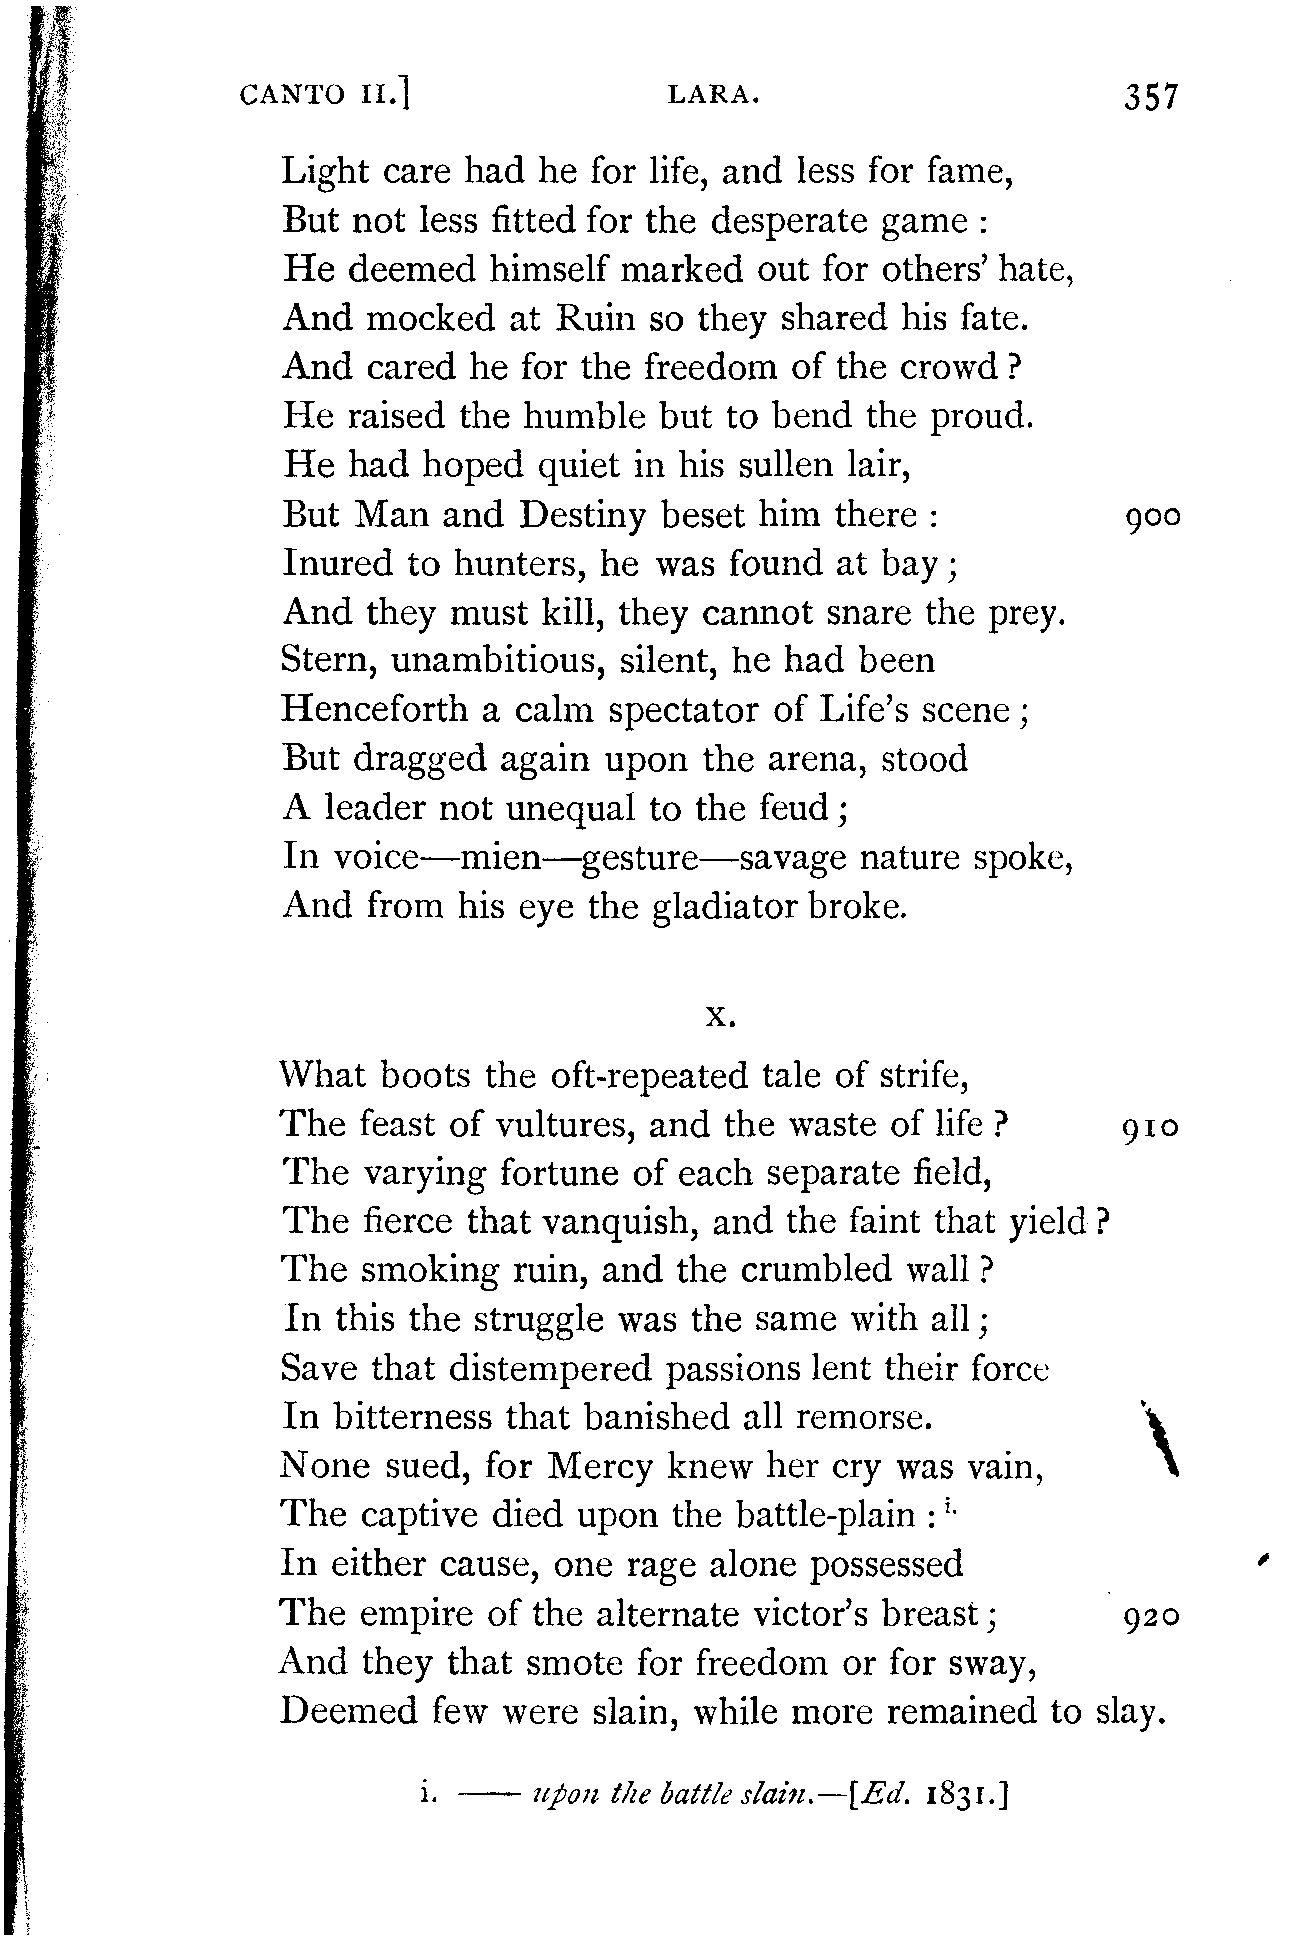 CANTO II.] LARA. 357
Light care had he for life, and less for fame,
But not less fitted for the desperate game :
He deemed himself marked out for others' hate,
And mocked at Ruin so they shared his fate.
And cared he for the freedom of the crowd ?
He raised the humble but to bend the proud.
He had hoped quiet in his sullen lair,
But Man and Destiny beset him there : 900
Inured to hunters, he was found at bay ;
And they must kill, they cannot snare the prey.
Stern, unambitious, silent, he had been
Henceforth a calm spectator of Life's scene ;
But dragged again upon the arena, stood
A leader not unequal to the feud ;
In voice—mien—gesture—savage nature spoke,
And from his eye the gladiator broke.
X.
What boots the oft-repeated tale of strife,
The feast of vultures, and the waste of life ? 910
The varying fortune of each separate field,
The fierce that vanquish, and the faint that yield ?
The smoking ruin, and the crumbled wall ?
In this the struggle was the same with all ;
Save that distempered passions lent their force
In bitterness that banished all remorse.
None sued, for Mercy knew her cry was vain,
The captive died upon the battle-plain : i.
In either cause, one rage alone possessed
The empire of the alternate victor's breast ; 920
And they that smote for freedom or for sway,
Deemed few were slain, while more remained to slay.
i. —— upon the battle slain.—[Ed. 1831.]